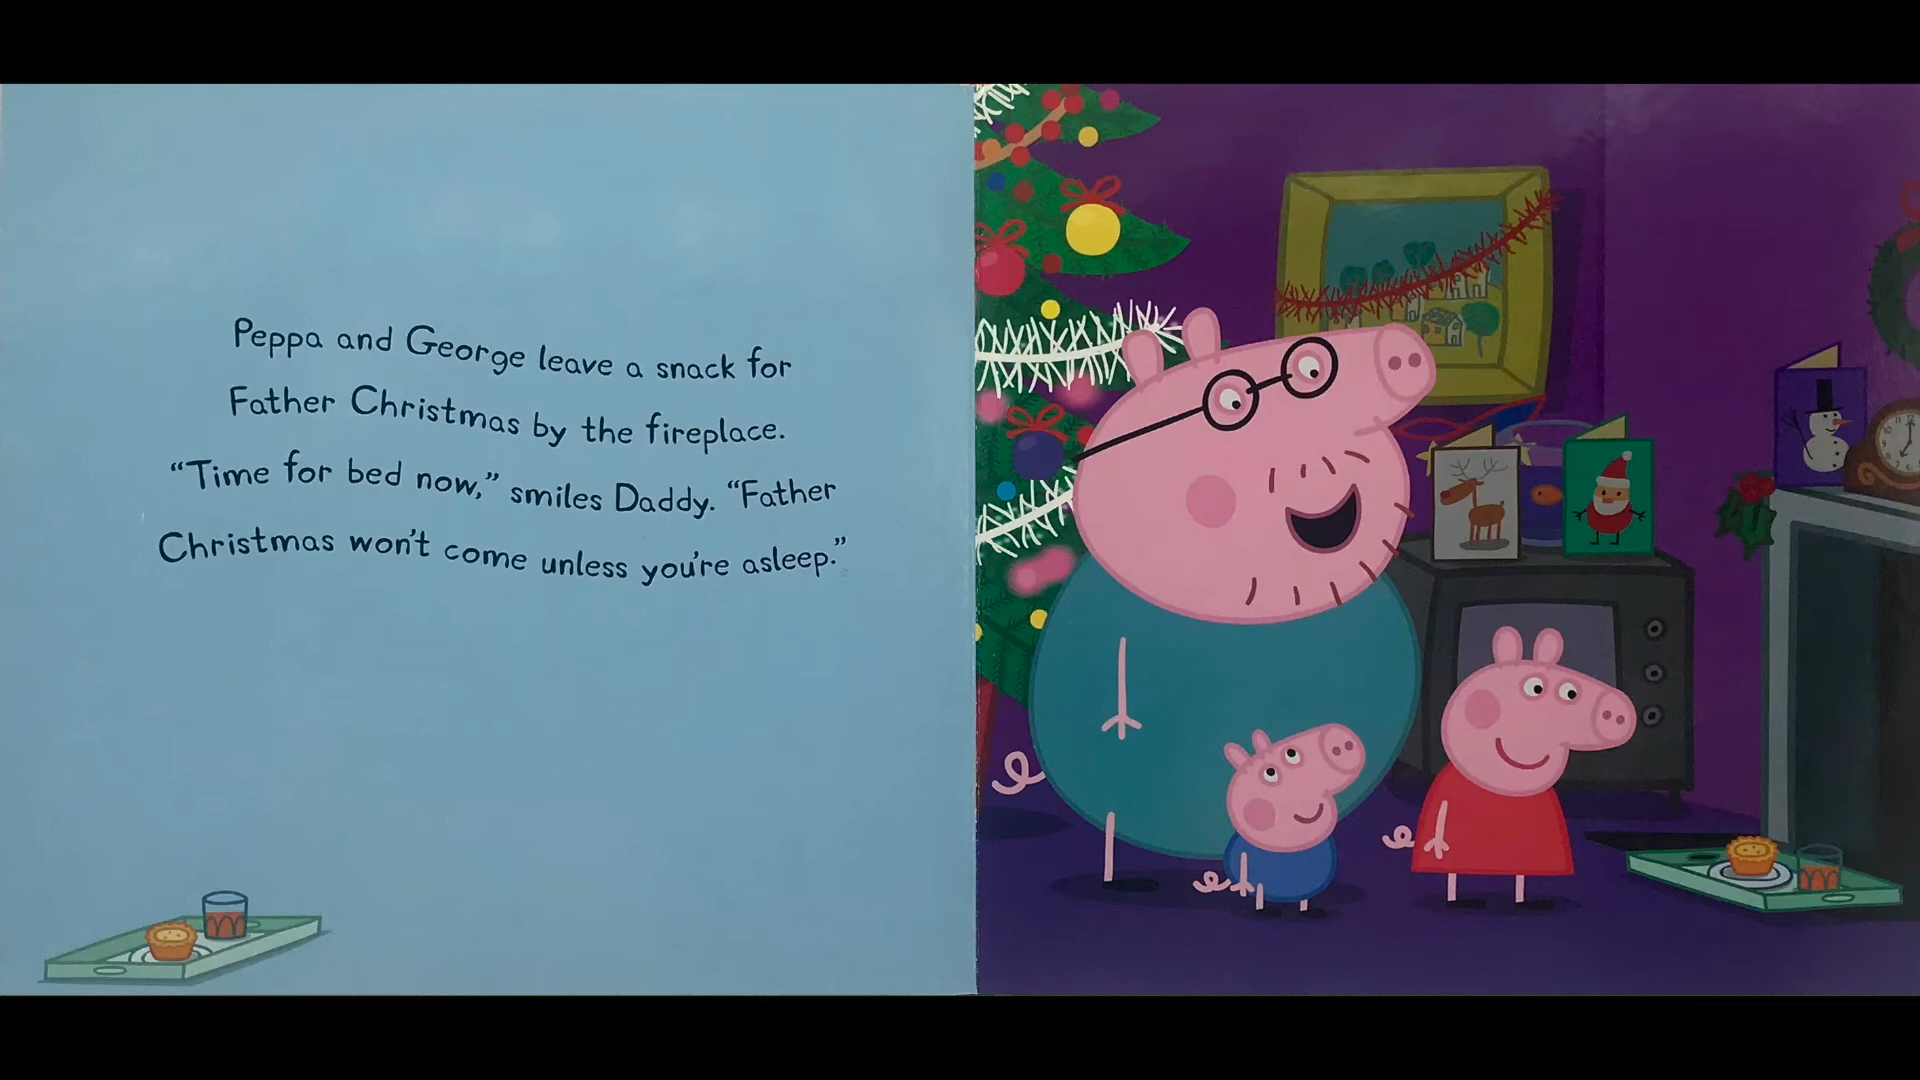 Peppa and George leave a snack for
Father Christmas by the fireplace.
“Time for bed now,” smiles Daddy. “Father
Christmas won't come unless you're asleep.”